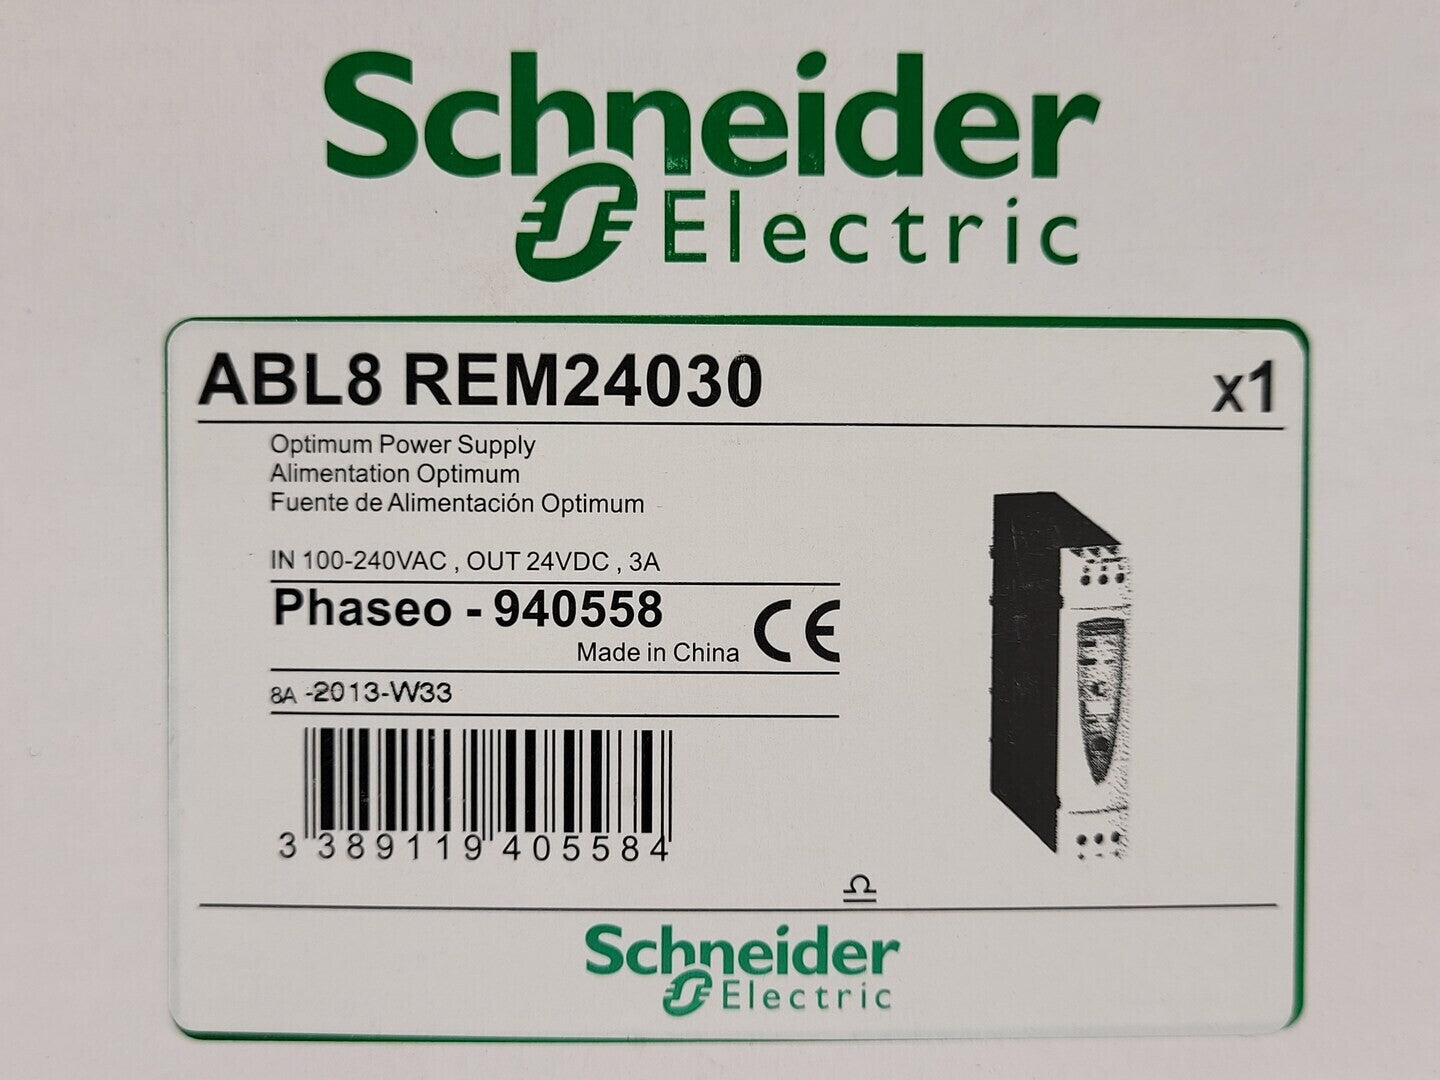 Schneider
Electric
ABL8 REM24030 x1
Optimum Power Supply
Alimentation Optimum
Fuente de Alimentación Optimum
IN 100-240VAC , OUT 24VDC , 3A
Phaseo - 940558
Made in China CE
8A -2013-W33
3 389119 405584
Schneider
Electric